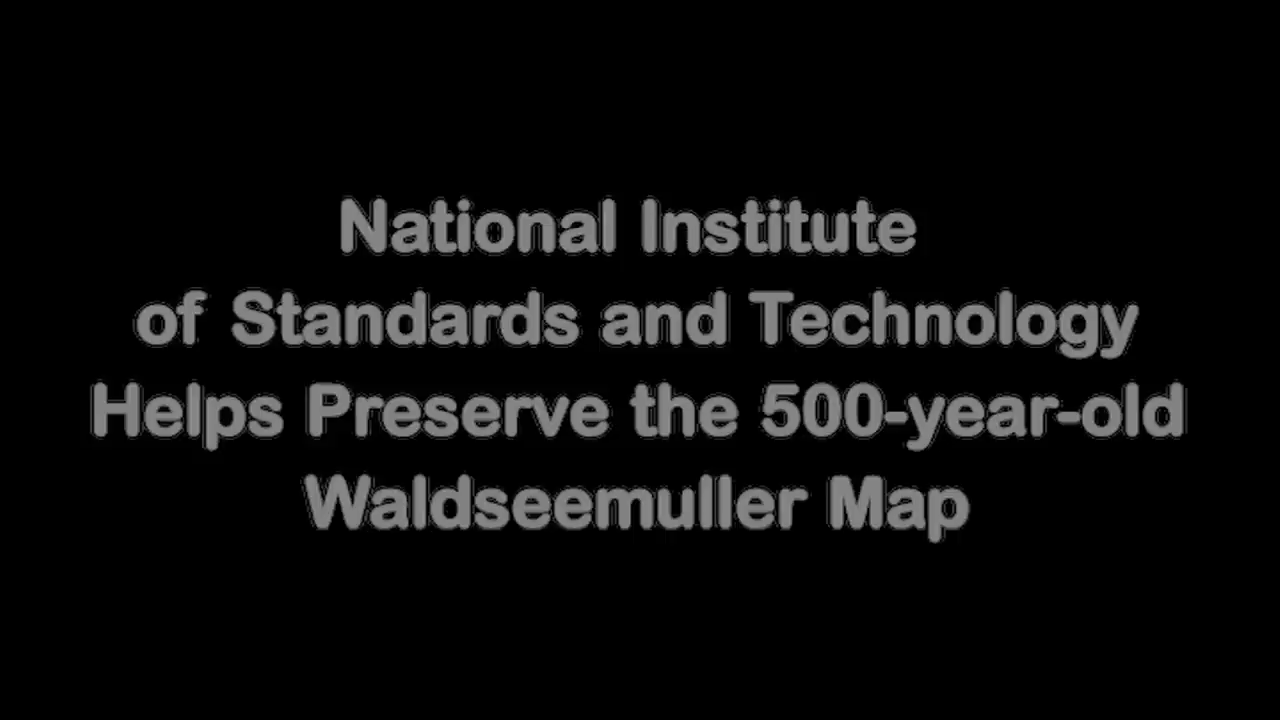 National Institute
of Standards and Technology
Helps Preserve the 500-year-old
Waldseemuller Map